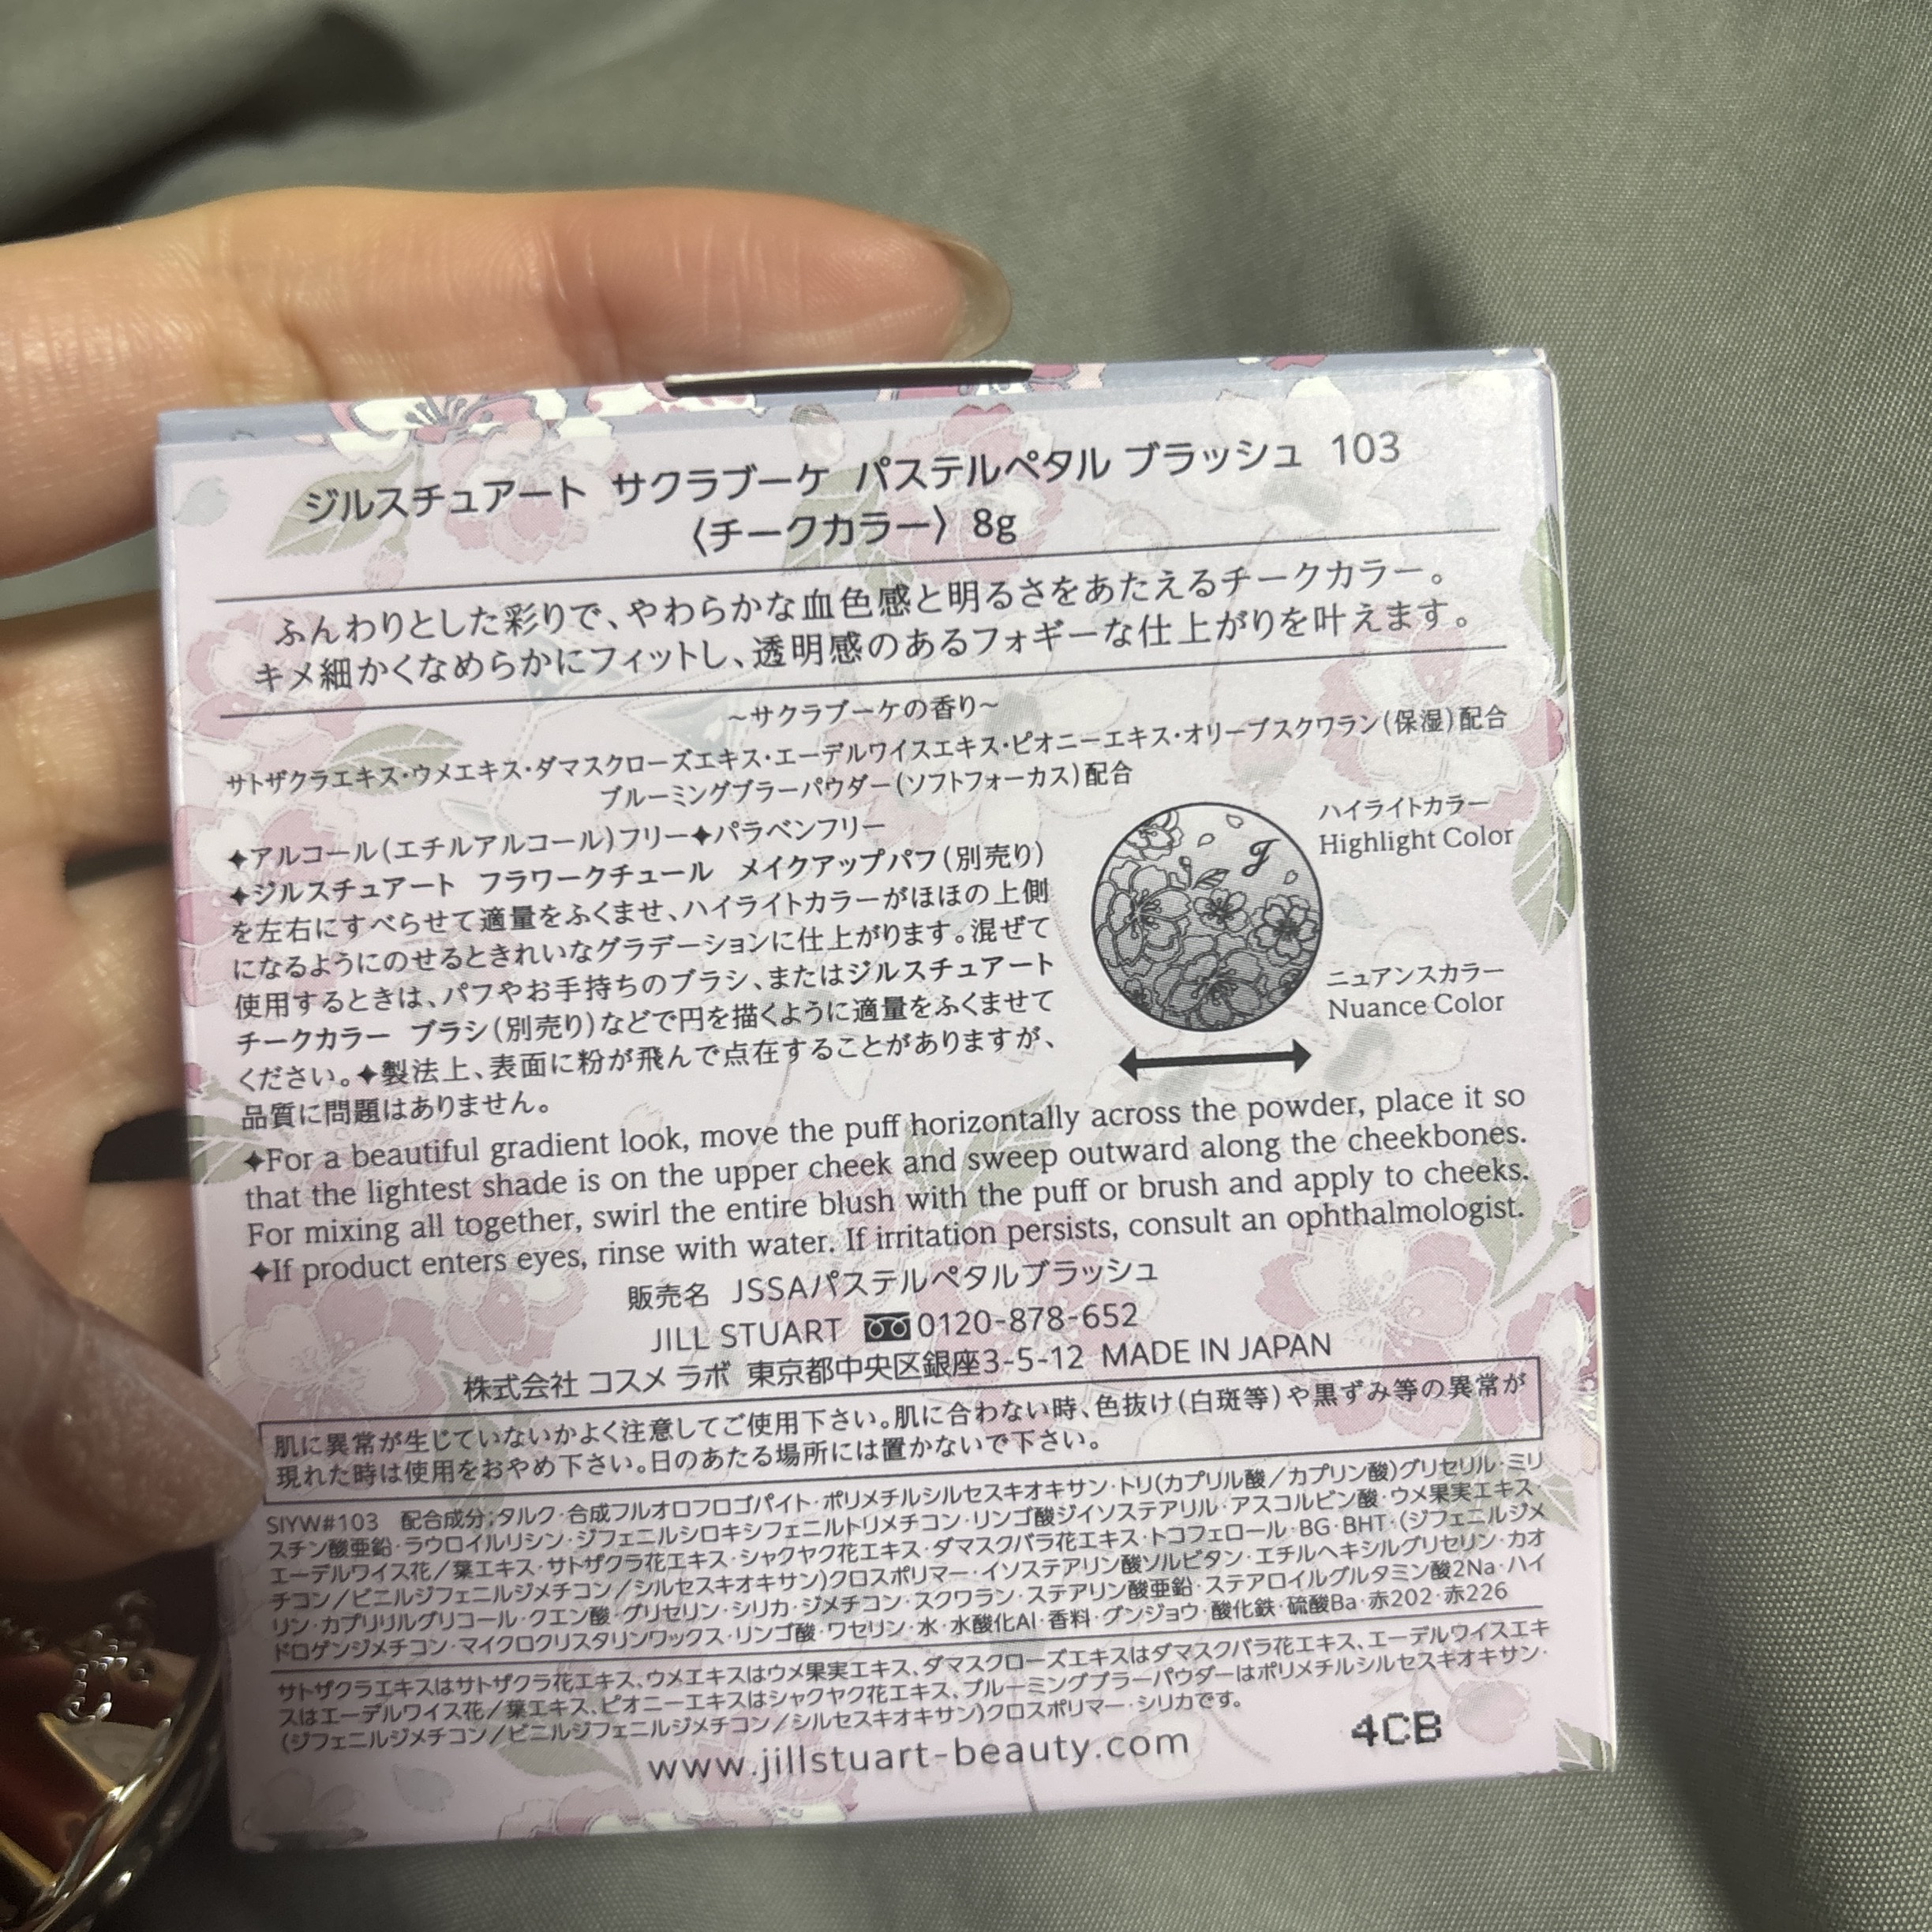 ジルスチュアート サクラブーケ パステルペタル ブラッシュ 103
〈チークカラー〉 8g
ふんわりとした彩りで、やわらかな血色感と明るさをあたえるチークカラー。
キメ細かくなめらかにフィットし、透明感のあるフォギーな仕上がりを叶えます。
~サクラブーケの香り~
サトザクラエキス・ウメエキス・ダマスクローズエキス・エーデルワイスエキス・ピオニーエキス・オリーブスクワラン(保湿)配合
ブルーミングブラーパウダー(ソフトフォーカス)配合
✦アルコール(エチルアルコール)フリー✦パラベンフリー
✦ジルスチュアート フラワークチュール メイクアップパフ(別売り)
を左右にすべらせて適量をふくませ、ハイライトカラーがほほの上側
になるようにのせるときれいなグラデーションに仕上がります。混ぜて
使用するときは、パフやお手持ちのブラシ、またはジルスチュアート
チークカラー ブラシ(別売り)などで円を描くように適量をふくませて
ください。✦製法上、表面に粉が飛んで点在することがありますが、
品質に問題はありません。
ハイライトカラー
Highlight Color
J
ニュアンスカラー
Nuance Color
✦For a beautiful gradient look, move the puff horizontally across the powder, place it so
that the lightest shade is on the upper cheek and sweep outward along the cheekbones.
For mixing all together, swirl the entire blush with the puff or brush and apply to cheeks.
✦If product enters eyes, rinse with water. If irritation persists, consult an ophthalmologist.
販売名 JSSAパステルペタルブラッシュ
JILL STUART 0120-878-652
株式会社 コスメ ラボ 東京都中央区銀座3-5-12 MADE IN JAPAN
肌に異常が生じていないかよく注意してご使用下さい。肌に合わない時、色抜け(白斑等)や黒ずみ等の異常が
現れた時は使用をおやめ下さい。日のあたる場所には置かないで下さい。
SIYW#103 配合成分;タルク・合成フルオロフロゴパイト・ポリメチルシルセスキオキサン・トリ(カプリル酸/カプリン酸)グリセリル・ミリ
スチン酸亜鉛・ラウロイルリシン・ジフェニルシロキシフェニルトリメチコン・リンゴ酸ジイソステアリル・アスコルビン酸・ウメ果実エキス・
エーデルワイス花/葉エキス・サトザクラ花エキス・シャクヤク花エキス・ダマスクバラ花エキス・トコフェロール・BG・BHT・(ジフェニルジメ
チコン/ビニルジフェニルジメチコン/シルセスキオキサン)クロスポリマー・イソステアリン酸ソルビタン・エチルヘキシルグリセリン・カオ
リン・カプリリルグリコール・クエン酸・グリセリン・シリカ・ジメチコン・スクワラン・ステアリン酸亜鉛・ステアロイルグルタミン酸2Na・ハイ
ドロゲンジメチコン・マイクロクリスタリンワックス・リンゴ酸・ワセリン・水・水酸化Al・香料・グンジョウ・酸化鉄・硫酸Ba・赤202・赤226
サトザクラエキスはサトザクラ花エキス、ウメエキスはウメ果実エキス、ダマスクローズエキスはダマスクバラ花エキス、エーデルワイスエキ
スはエーデルワイス花/葉エキス、ピオニーエキスはシャクヤク花エキス、ブルーミングブラーパウダーはポリメチルシルセスキオキサン・
(ジフェニルジメチコン/ビニルジフェニルジメチコン/シルセスキオキサン)クロスポリマー・シリカです。
www.jillstuart-beauty.com
4CB